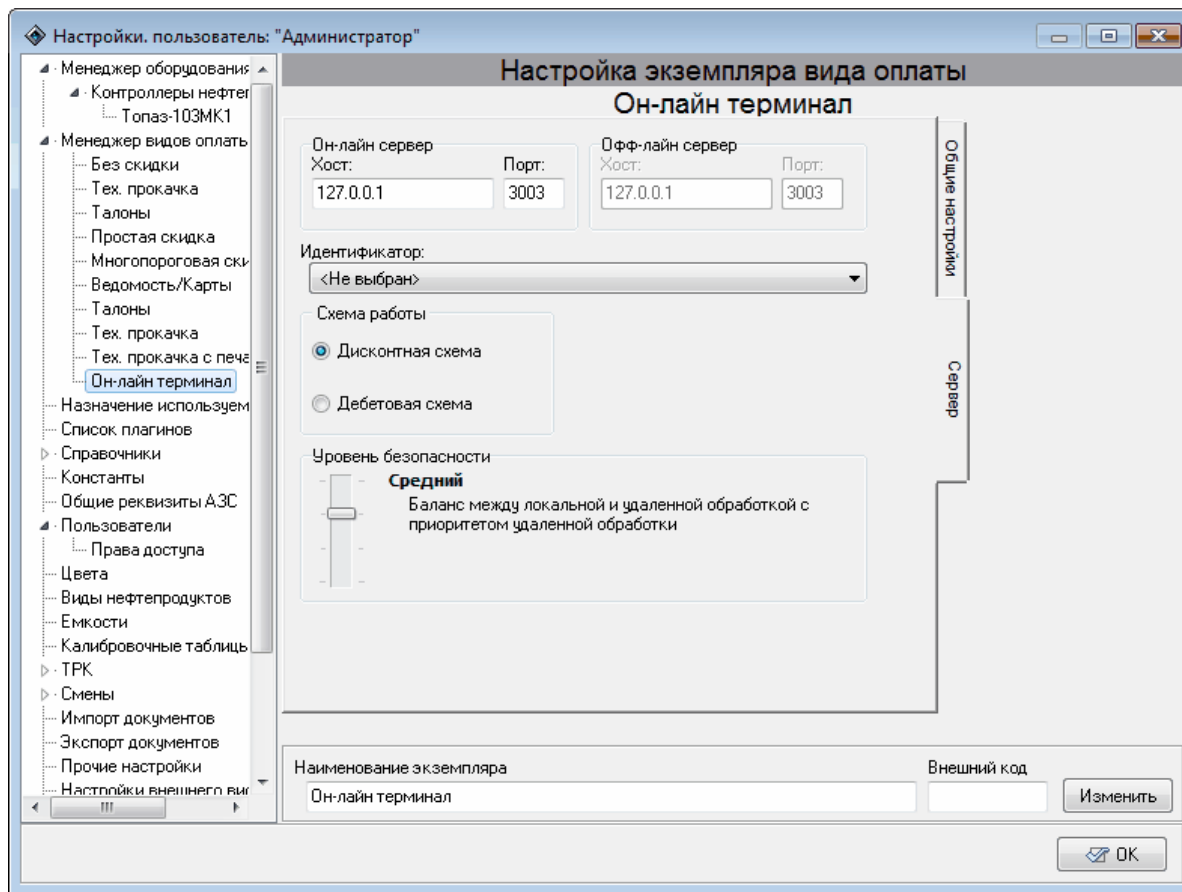 Настройки. пользователь: "Администратор"
Менеджер оборудования
Контроллеры нефтег
Топаз-103МК1
Менеджер видов оплать
Без скидки
Тех. прокачка
Талоны
Простая скидка
Многопороговая ски
Ведомость/Карты
Талоны
Тех. прокачка
Тех. прокачка с печа
Он-лайн терминал
Назначение используем
Список плагинов
Справочники
Константы
Общие реквизиты АЗС
Пользователи
Права доступа
Цвета
Виды нефтепродуктов
Емкости
Калибровочные таблиць
ТРК
Смены
Импорт документов
Экспорт документов
Прочие настройки
Настройки внешнего вид
Настройка экземпляра вида оплаты
Он-лайн терминал
Он-лайн сервер
Хост: Порт:
127.0.0.1 3003
Офф-лайн сервер
Хост: Порт:
127.0.0.1 3003
Идентификатор:
<Не выбран>
Схема работы
Дисконтная схема
Дебетовая схема
Уровень безопасности
Средний
Баланс между локальной и удаленной обработкой с
приоритетом удаленной обработки
Общие настройки
Сервер
Наименование экземпляра Внешний код
Он-лайн терминал
Изменить
OK